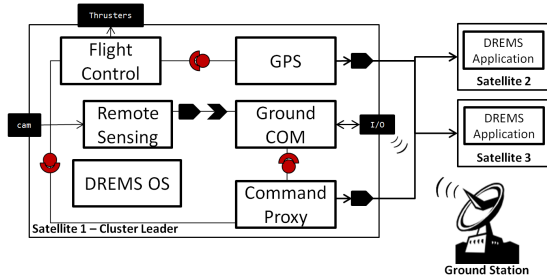 Thrusters
Flight
Control
GPS
DREMS
Application
Satellite 2
cam
Remote
Sensing
Ground
COM
I/O
DREMS
Application
Satellite 3
DREMS OS
Command
Proxy
Satellite 1 – Cluster Leader
Ground Station